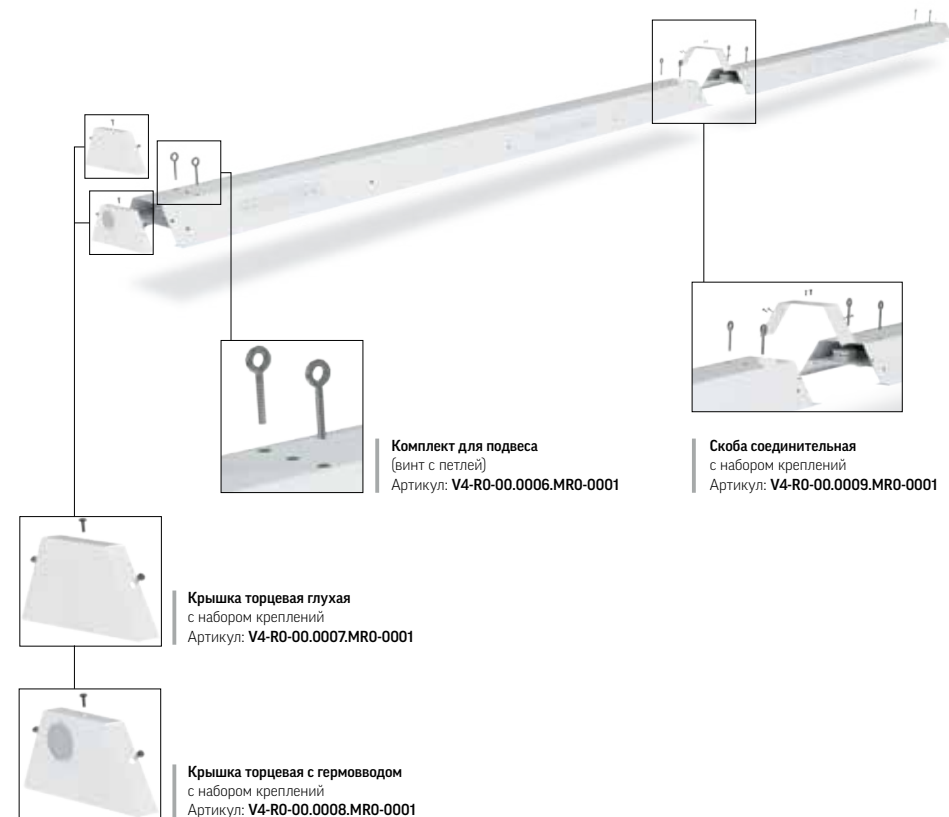 Комплект для подвеса
(винт с петлей)
Артикул: V4-R0-00.0006.MR0-0001
Скоба соединительная
с набором креплений
Артикул: V4-R0-00.0009.MR0-0001
Крышка торцевая глухая
с набором креплений
Артикул: V4-R0-00.0007.MR0-0001
Крышка торцевая с гермовводом
с набором креплений
Артикул: V4-R0-00.0008.MR0-0001